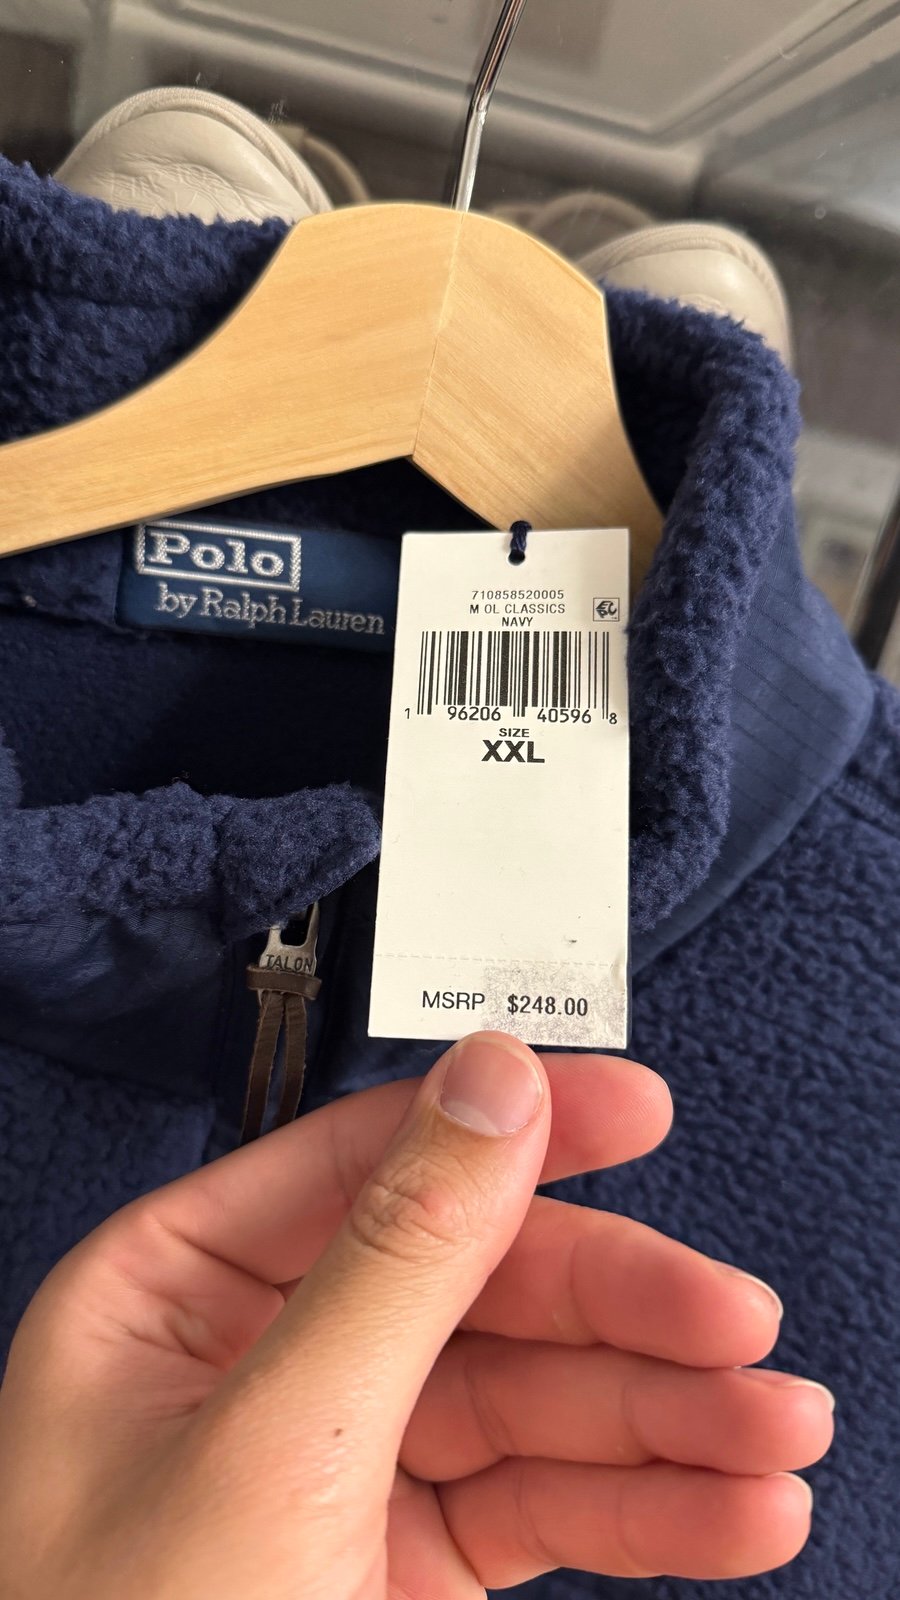 Polo
by Ralph Lauren
710858520005
M OL CLASSICS
NAVY
1 96206 40596 8
SIZE
XXL
MSRP $248.00
TALON